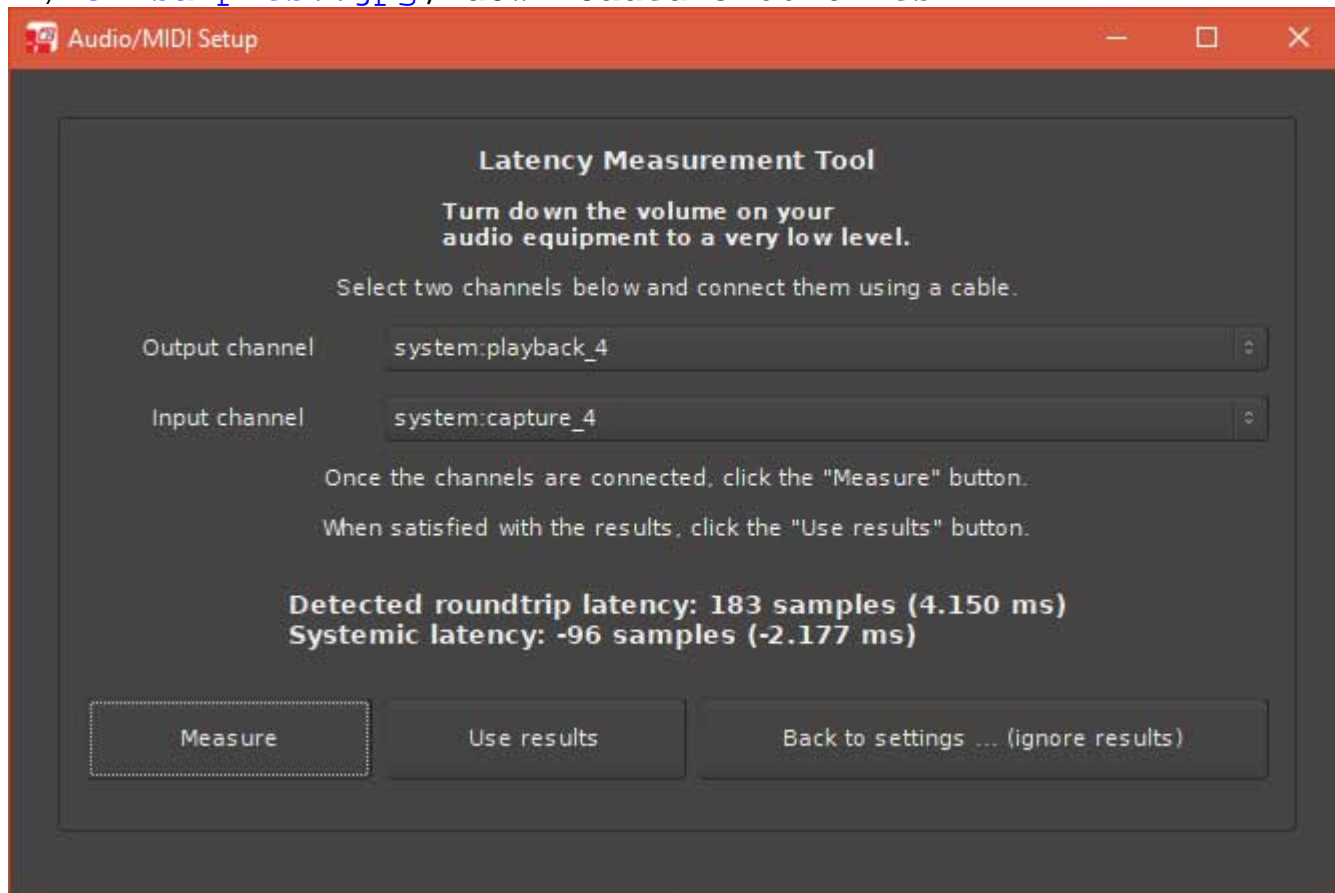 Audio/MIDI Setup
Latency Measurement Tool
Turn down the volume on your
audio equipment to a very low level.
Select two channels below and connect them using a cable.
Output channel system:playback_4
Input channel system:capture_4
Once the channels are connected, click the "Measure" button.
When satisfied with the results, click the "Use results" button.
Detected roundtrip latency: 183 samples (4.150 ms)
Systemic latency: -96 samples (-2.177 ms)
Measure Use results Back to settings ... (ignore results)